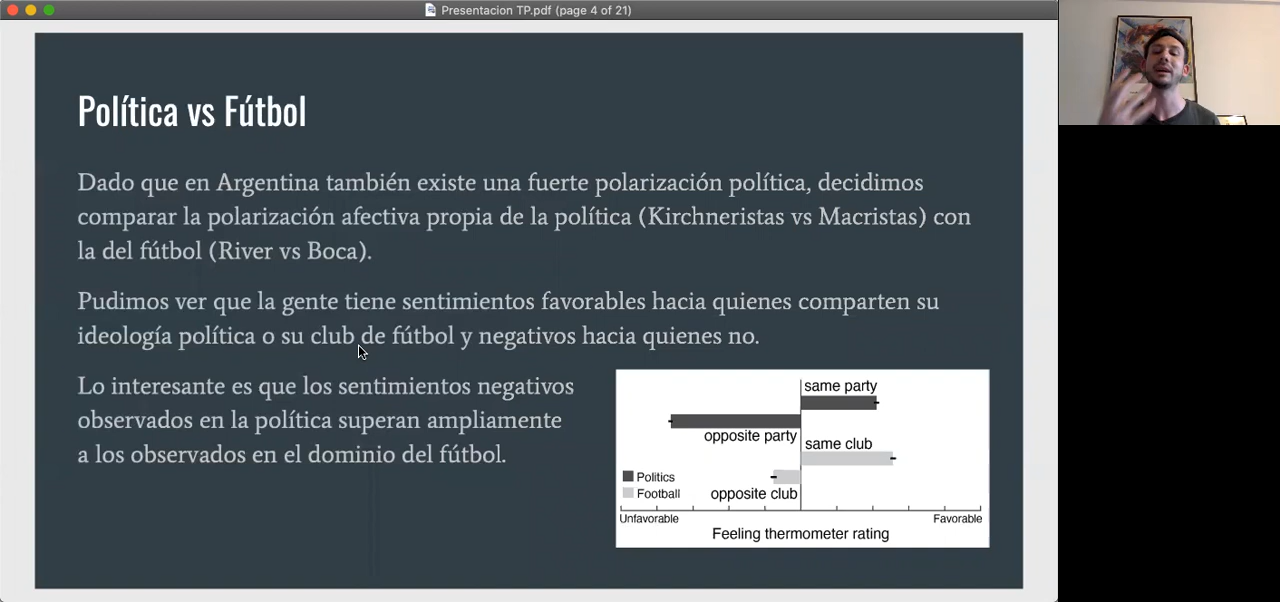 Presentacion TP.pdf (page 4 of 21)
Política vs Fútbol
Dado que en Argentina también existe una fuerte polarización política, decidimos
comparar la polarización afectiva propia de la política (Kirchneristas vs Macristas) con
la del fútbol (River vs Boca).
Pudimos ver que la gente tiene sentimientos favorables hacia quienes comparten su
ideología política o su club de fútbol y negativos hacia quienes no.
Lo interesante es que los sentimientos negativos
observados en la política superan ampliamente
a los observados en el dominio del fútbol.
same party
opposite party
same club
Politics
Football
opposite club
Unfavorable
Favorable
Feeling thermometer rating